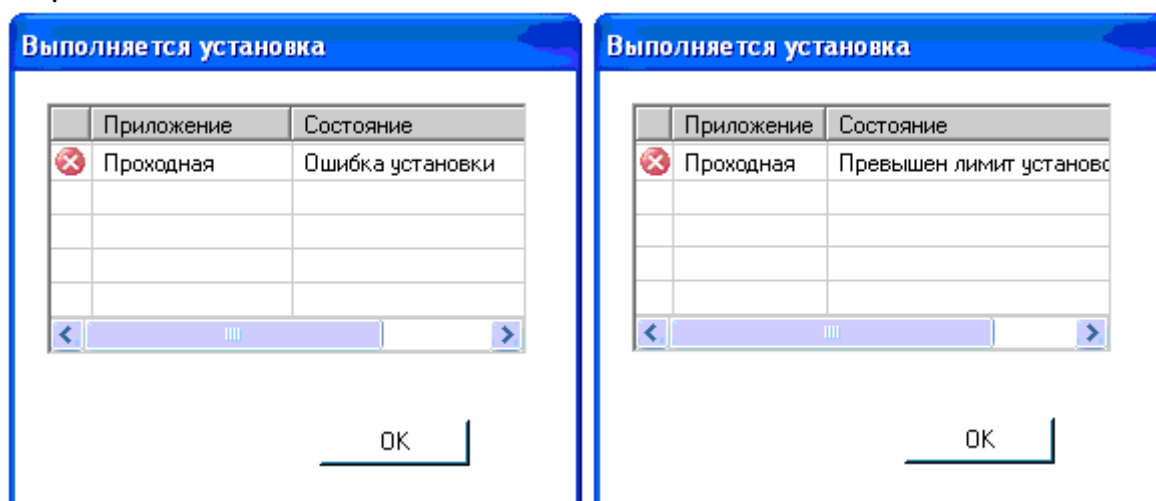 Выполняется установка
Приложение Состояние
Проходная Ошибка установки
OK
Выполняется установка
Приложение Состояние
Проходная Превышен лимит установо
OK